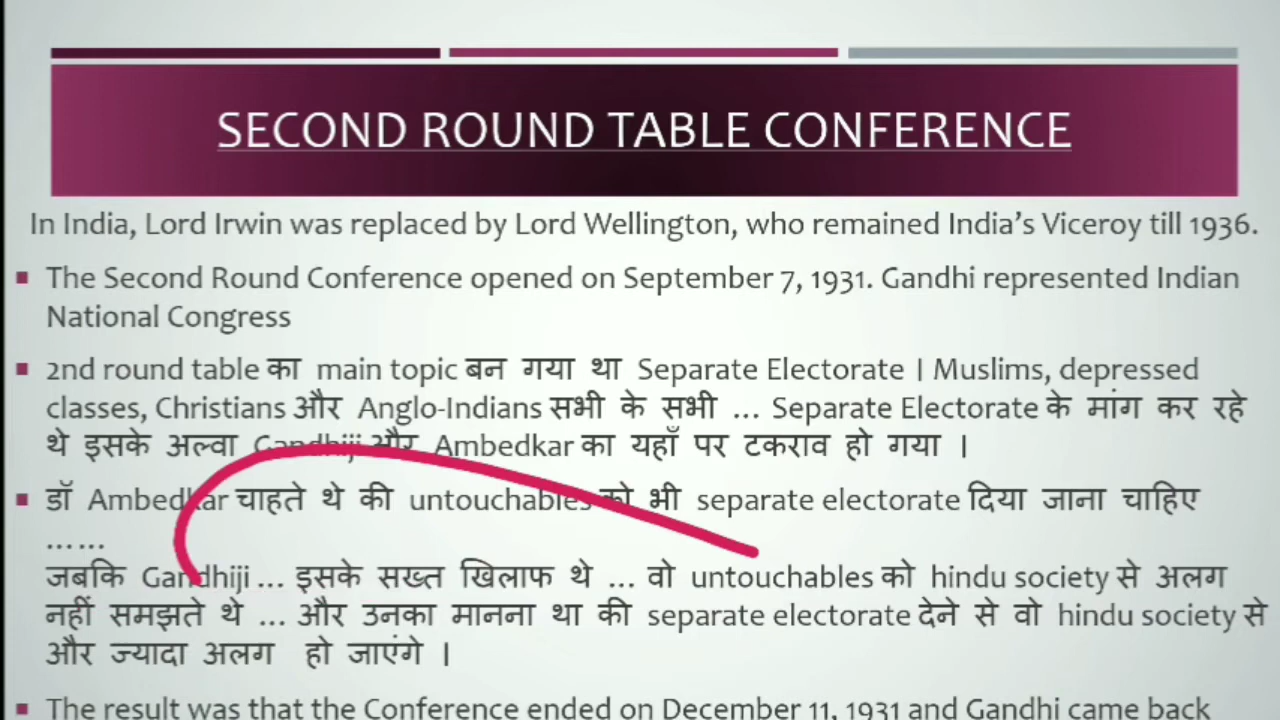 SECOND ROUND TABLE CONFERENCE
In India, Lord Irwin was replaced by Lord Wellington, who remained India's Viceroy till 1936.
The Second Round Conference opened on September 7, 1931. Gandhi represented Indian
National Congress
2nd round table का main topic बन गया था Separate Electorate । Muslims, depressed
classes, Christians और Anglo-Indians सभी के सभी ... Separate Electorate के मांग कर रहे
थे इसके अल्वा Gandhiji और Ambedkar का यहाँ पर टकराव हो गया ।
डॉ Ambedkar चाहते थे की untouchables को भी separate electorate दिया जाना चाहिए
......
जबकि Gandhiji ... इसके सख्त खिलाफ थे ... वो untouchables को hindu society से अलग
नहीं समझते थे ... और उनका मानना था की separate electorate देने से वो hindu society से
और ज्यादा अलग हो जाएंगे ।
The result was that the Conference ended on December 11, 1931 and Gandhi came back